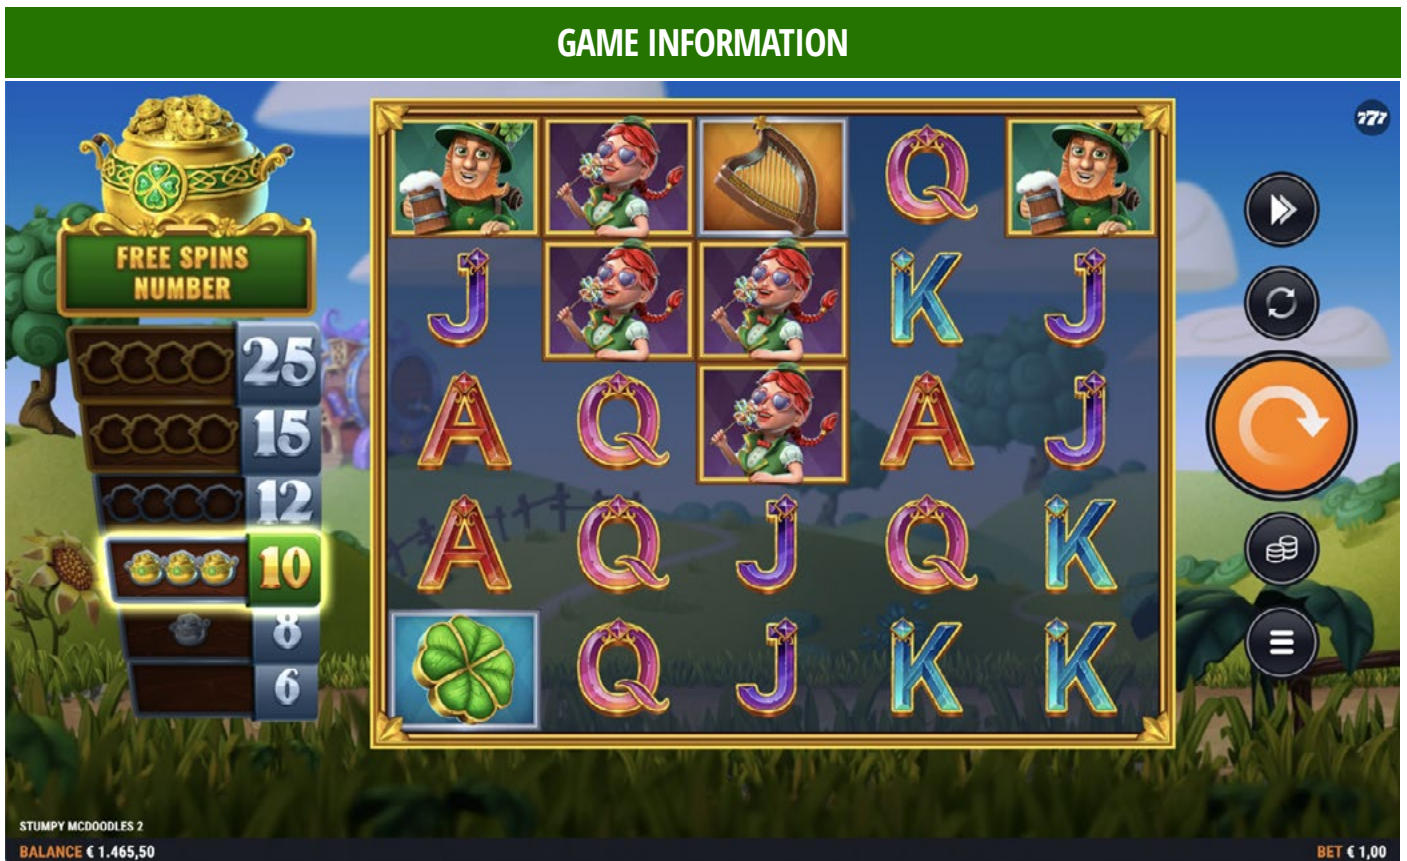 GAME INFORMATION
777
FREE SPINS
NUMBER
25
15
12
10
8
6
Q
J K J
A Q A J
A Q J Q K
Q J K K
STUMPY MCDOODLES 2
BALANCE € 1.465,50
BET € 1,00